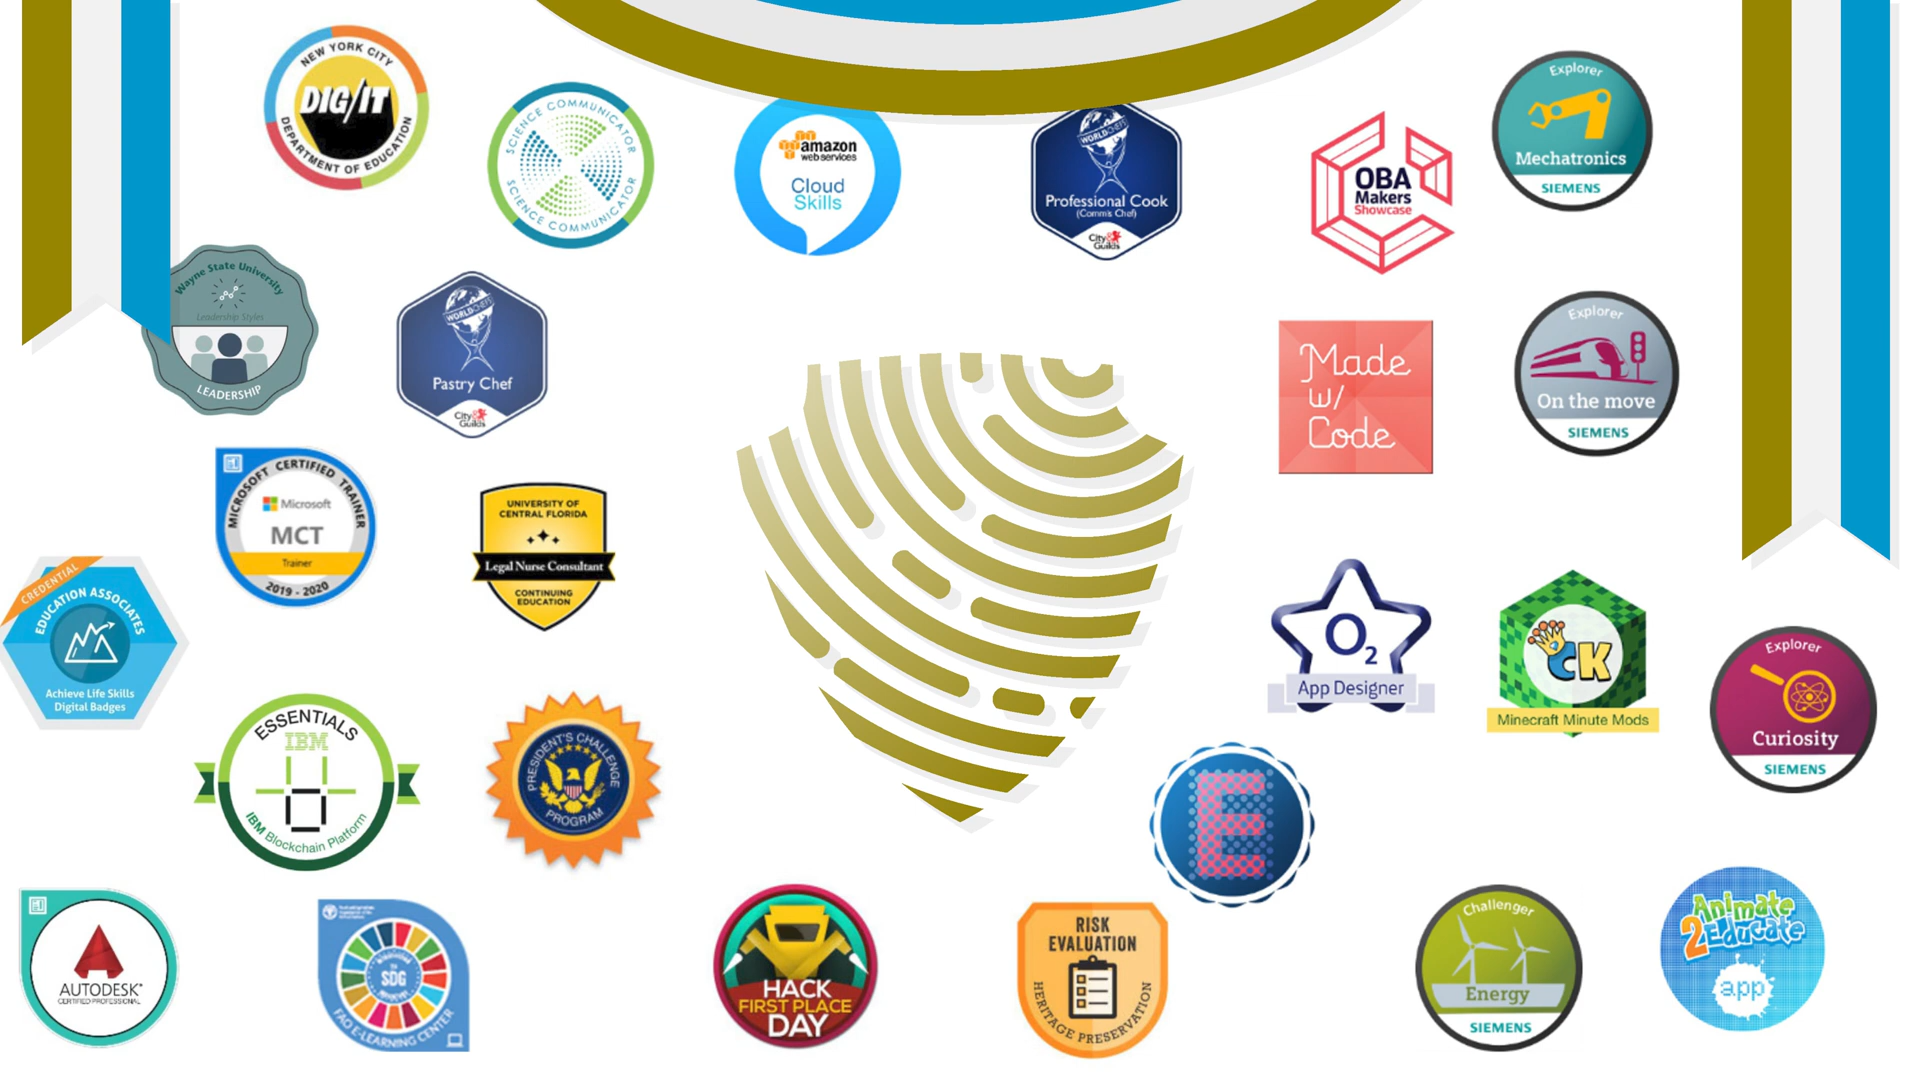 NEW YORK CITY
DIG/IT
DEPARTMENT OF EDUCATION
SCIENCE COMMUNICATOR
SCIENCE COMMUNICATOR
amazon
webservices
Cloud
Skills
WORLDCHEFS
Professional Cook
(Commis Chef)
City&
Guilds
OBA
Makers
Showcase
Explorer
Mechatronics
SIEMENS
Wayne State University
Leadership Styles
LEADERSHIP
WORLDCHEFS
Pastry Chef
City&
Guilds
Made
w/
Code
Explorer
On the move
SIEMENS
MICROSOFT CERTIFIED TRAINER
Microsoft
MCT
Trainer
2019 - 2020
UNIVERSITY OF
CENTRAL FLORIDA
Legal Nurse Consultant
CONTINUING
EDUCATION
CREDENTIAL
EDUCATION ASSOCIATES
Achieve Life Skills
Digital Badges
O2
App Designer
CK
Minecraft Minute Mods
Explorer
Curiosity
SIEMENS
ESSENTIALS
IBM
IBM Blockchain Platform
PRESIDENT'S CHALLENGE
PROGRAM
E
AUTODESK®
CERTIFIED PROFESSIONAL
SDG
FAO E-LEARNING CENTER
HACK
FIRST PLACE
DAY
RISK
EVALUATION
HERITAGE PRESERVATION
Challenger
Energy
SIEMENS
Animate
2Educate
app